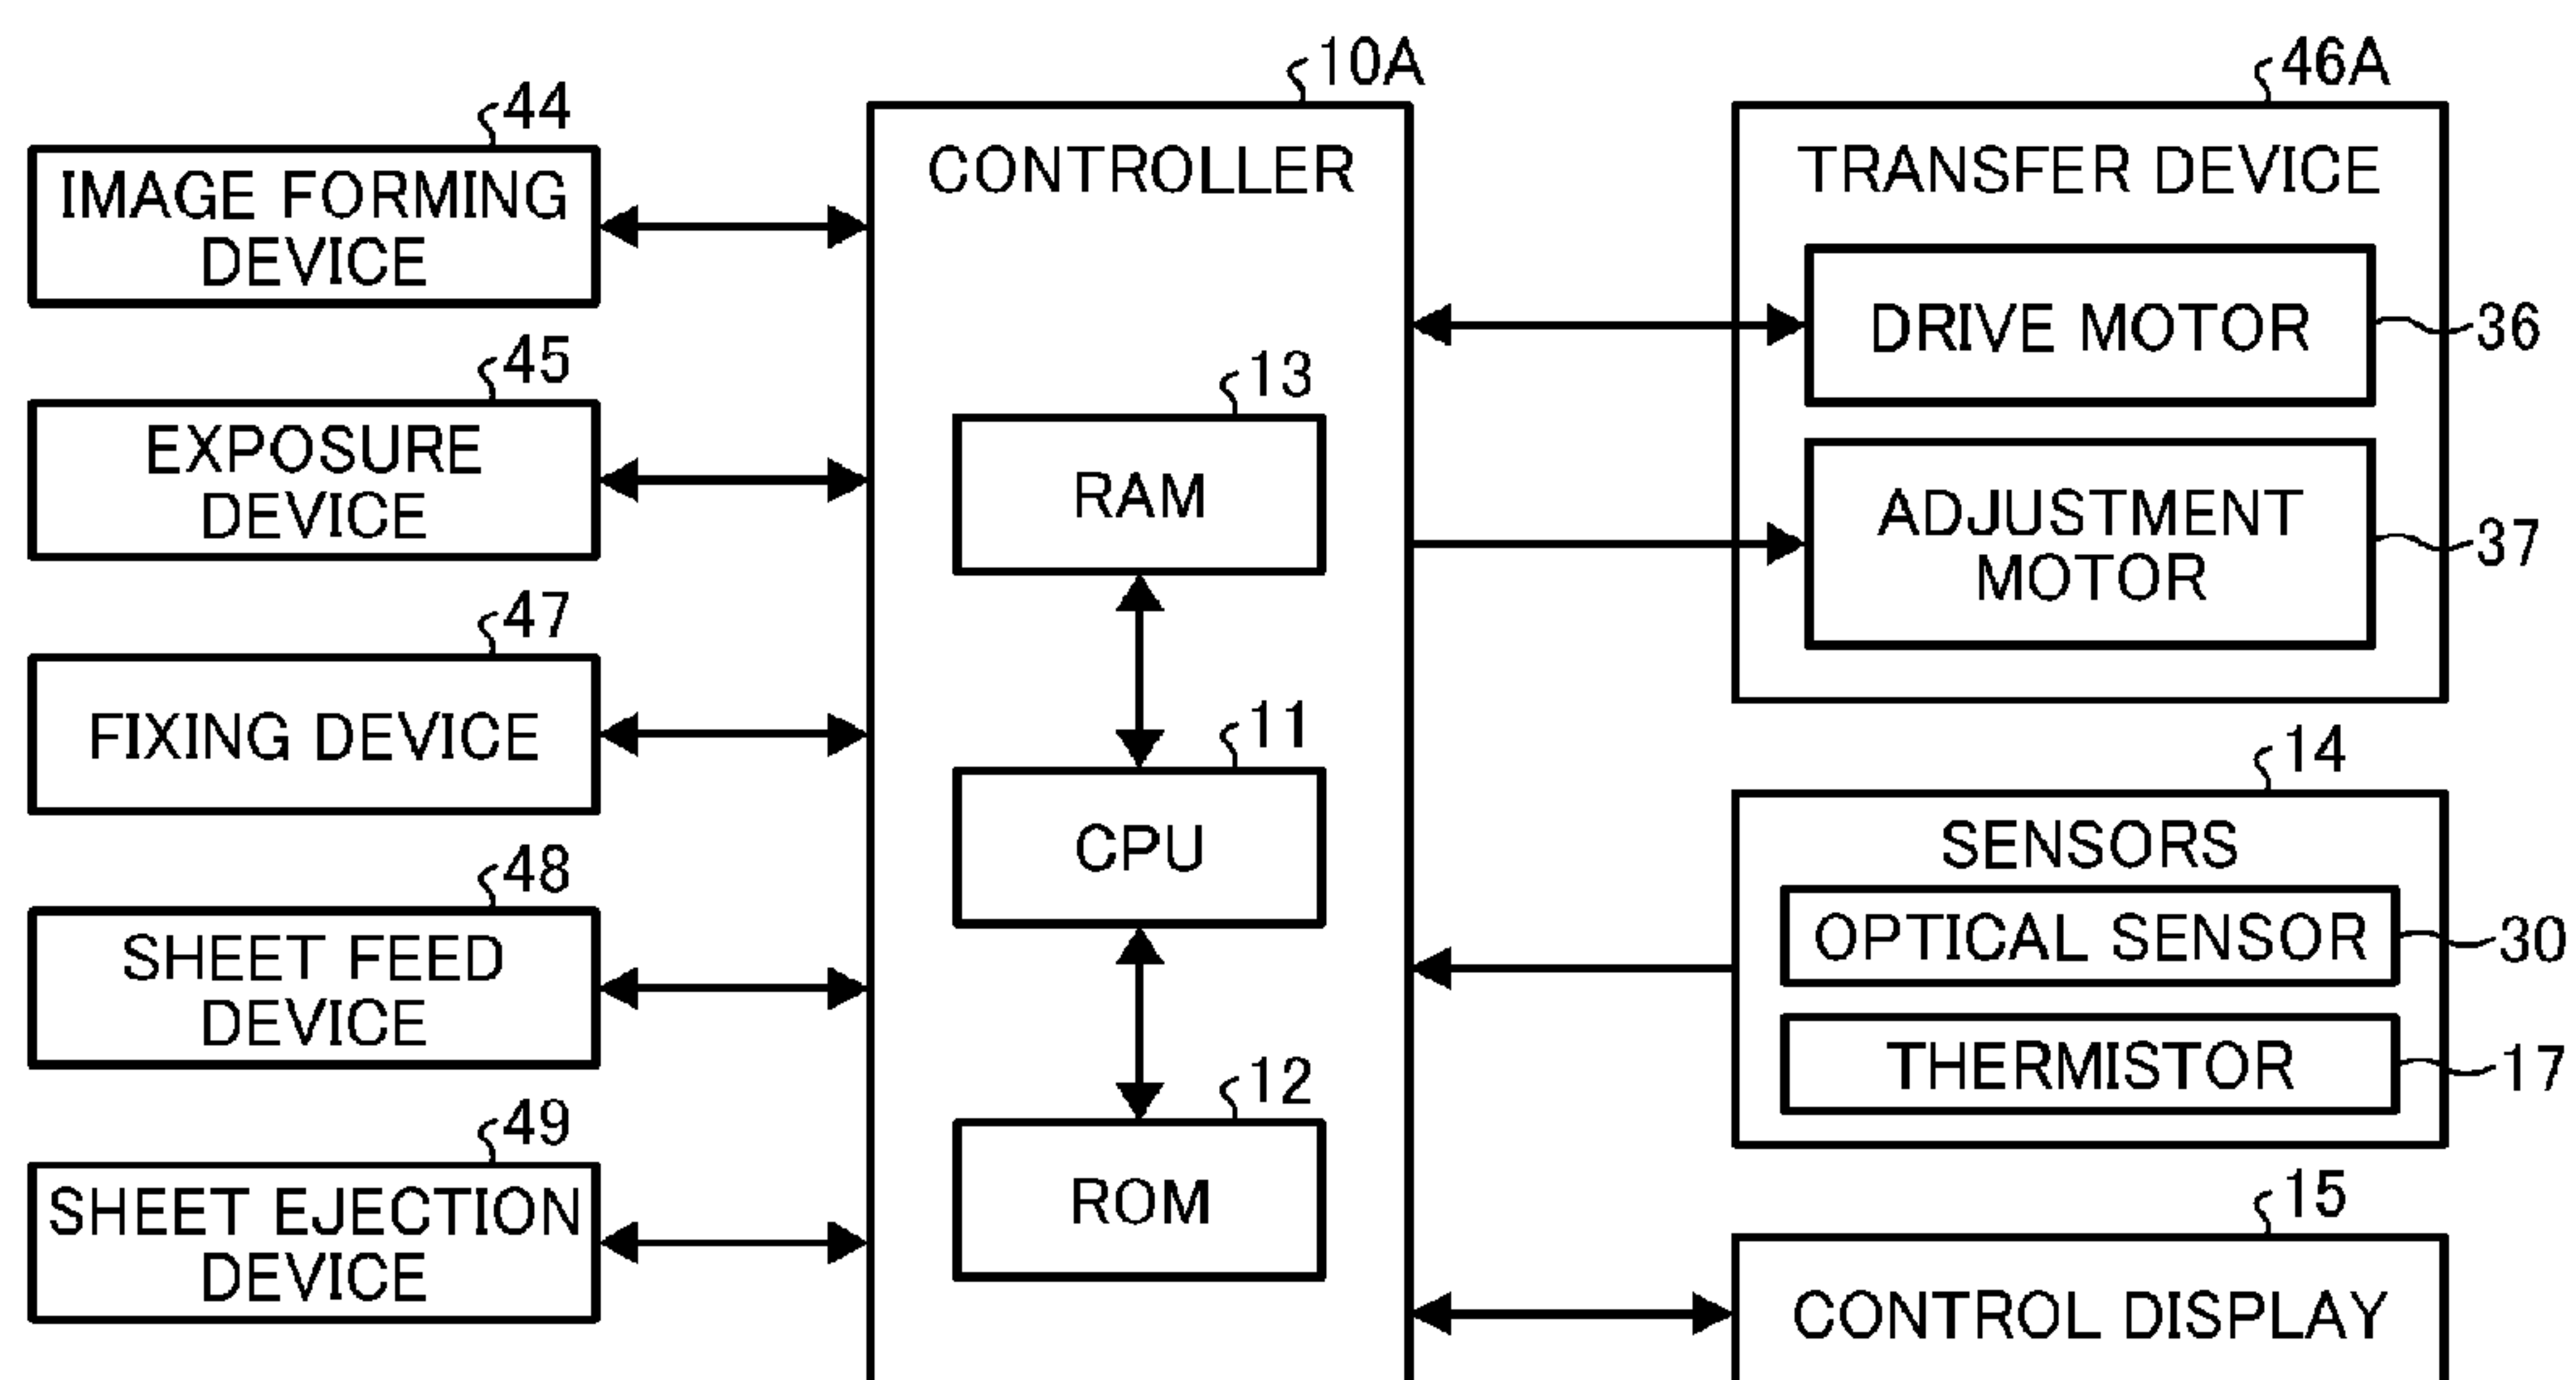 44
IMAGE FORMING
DEVICE
45
EXPOSURE
DEVICE
47
FIXING DEVICE
48
SHEET FEED
DEVICE
49
SHEET EJECTION
DEVICE
10A
CONTROLLER
13
RAM
11
CPU
12
ROM
46A
TRANSFER DEVICE
DRIVE MOTOR
36
ADJUSTMENT
MOTOR
37
14
SENSORS
OPTICAL SENSOR
30
THERMISTOR
17
15
CONTROL DISPLAY